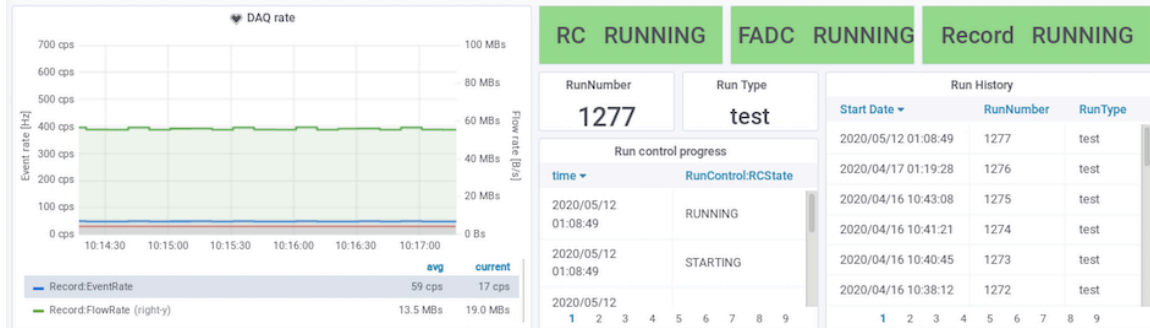 DAQ rate
700 cps
600 cps
500 cps
400 cps
300 cps
200 cps
100 cps
0 cps
Event rate [Hz]
100 MBs
80 MBs
60 MBs
40 MBs
20 MBs
0 Bs
Flow rate [B/s]
10:14:30 10:15:00 10:15:30 10:16:00 10:16:30 10:17:00
avg current
Record:EventRate 59 cps 17 cps
Record:FlowRate (right-y) 13.5 MBs 19.0 MBs
RC RUNNING
FADC RUNNING
Record RUNNING
RunNumber
1277
Run Type
test
Run control progress
time RunControl:RCState
2020/05/12
01:08:49
RUNNING
2020/05/12
01:08:49
STARTING
2020/05/12
1 2 3 4 5 6 7 8 9
Run History
Start Date RunNumber RunType
2020/05/12 01:08:49 1277 test
2020/04/17 01:19:28 1276 test
2020/04/16 10:43:08 1275 test
2020/04/16 10:41:21 1274 test
2020/04/16 10:40:45 1273 test
2020/04/16 10:38:12 1272 test
1 2 3 4 5 6 7 8 9